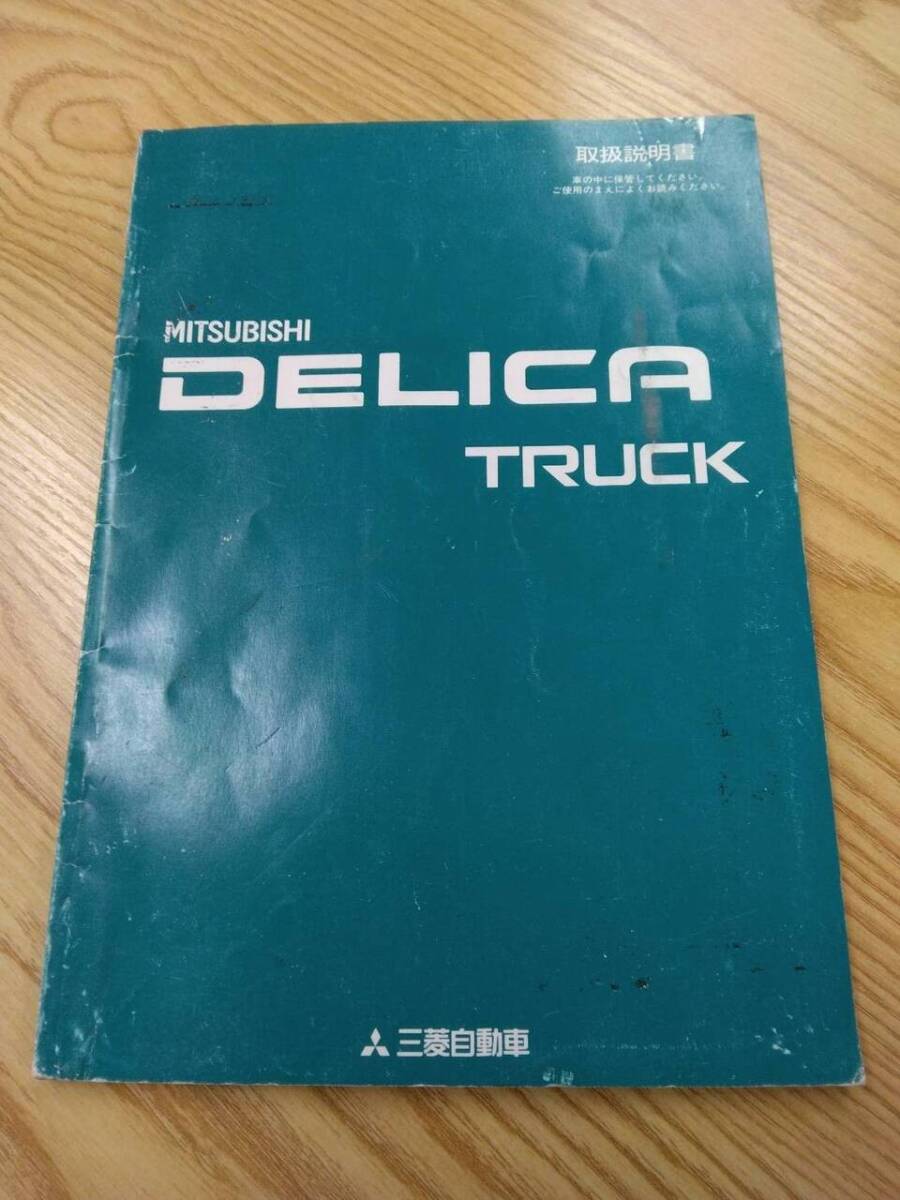 取扱説明書
車の中に保管してください。
ご使用のまえによくお読みください。
MITSUBISHI
DELICA
TRUCK
三菱自動車